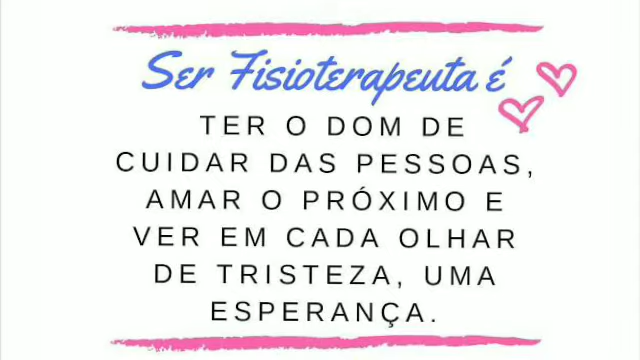 Ser Fisioterapeuta é
TER O DOM DE
CUIDAR DAS PESSOAS,
AMAR O PRÓXIMO E
VER EM CADA OLHAR
DE TRISTEZA, UMA
ESPERANÇA.